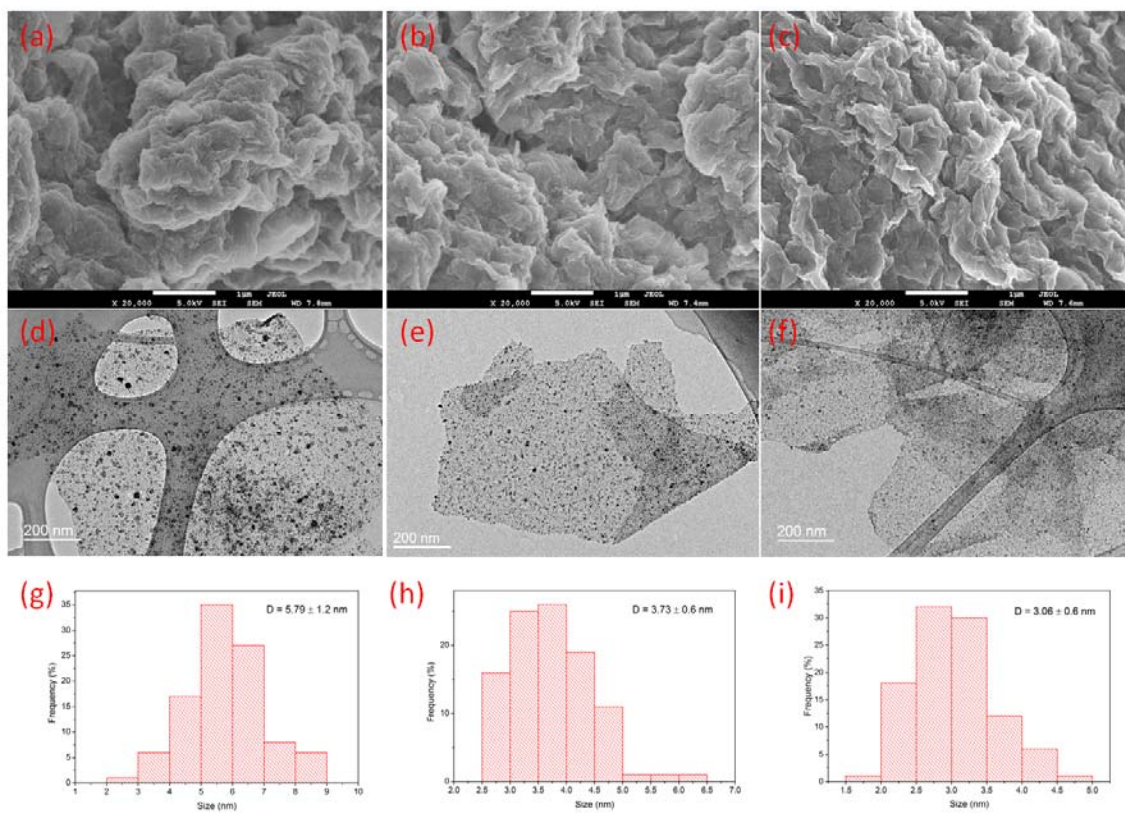 (a)
(b)
(c)
1µm JEOL
X 20,000 5.0kV SEI SEM WD 7.8mm
1µm JEOL
X 20,000 5.0kV SEI SEM WD 7.4mm
1µm JEOL
X 20,000 5.0kV SEI SEM WD 7.4mm
(d)
200 nm
(e)
200 nm
(f)
200 nm
(g)
D = 5.79 ± 1.2 nm
Frequency (%)
35
30
25
20
15
10
5
0
1 2 3 4 5 6 7 8 9 10
Size (nm)
(h)
D = 3.73 ± 0.6 nm
Frequency (%)
20
10
0
2.0 2.5 3.0 3.5 4.0 4.5 5.0 5.5 6.0 6.5 7.0
Size (nm)
(i)
D = 3.06 ± 0.6 nm
Frequency (%)
35
30
25
20
15
10
5
0
1.5 2.0 2.5 3.0 3.5 4.0 4.5 5.0
Size (nm)